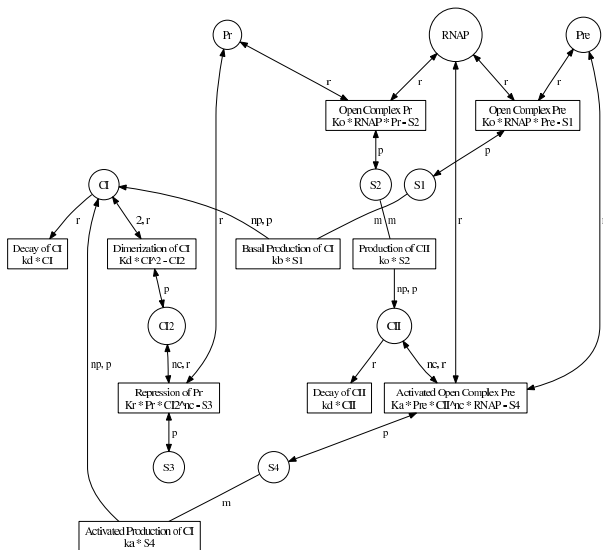 Pr
RNAP
Pre
r
r
r
r
Open Complex Pr
Ko * RNAP * Pr - S2
Open Complex Pre
Ko * RNAP * Pre - S1
p
p
CI
S2
S1
r
2, r
np, p
r
m
m
r
Decay of CI
kd * CI
Dimerization of CI
Kd * CI^2 - CI2
Basal Production of CI
kb * S1
Production of CII
ko * S2
p
np, p
CI2
CII
np, p
nc, r
r
nc, r
Repression of Pr
Kr * Pr * CI2^nc - S3
Decay of CII
kd * CII
Activated Open Complex Pre
Ka * Pre * CII^nc * RNAP - S4
p
p
S3
S4
m
Activated Production of CI
ka * S4